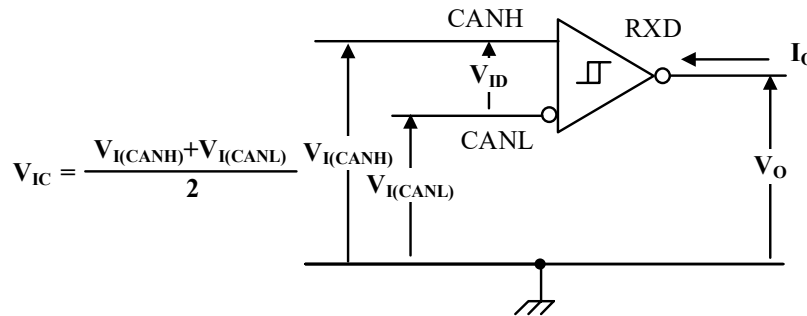 CANH
RXD
I_O
V_ID
CANL
V_IC = (V_I(CANH)+V_I(CANL))/2
V_I(CANH)
V_I(CANL)
V_O